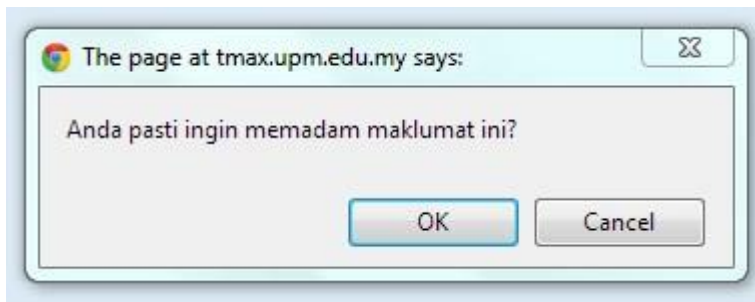 The page at tmax.upm.edu.my says:
Anda pasti ingin memadam maklumat ini?
OK
Cancel